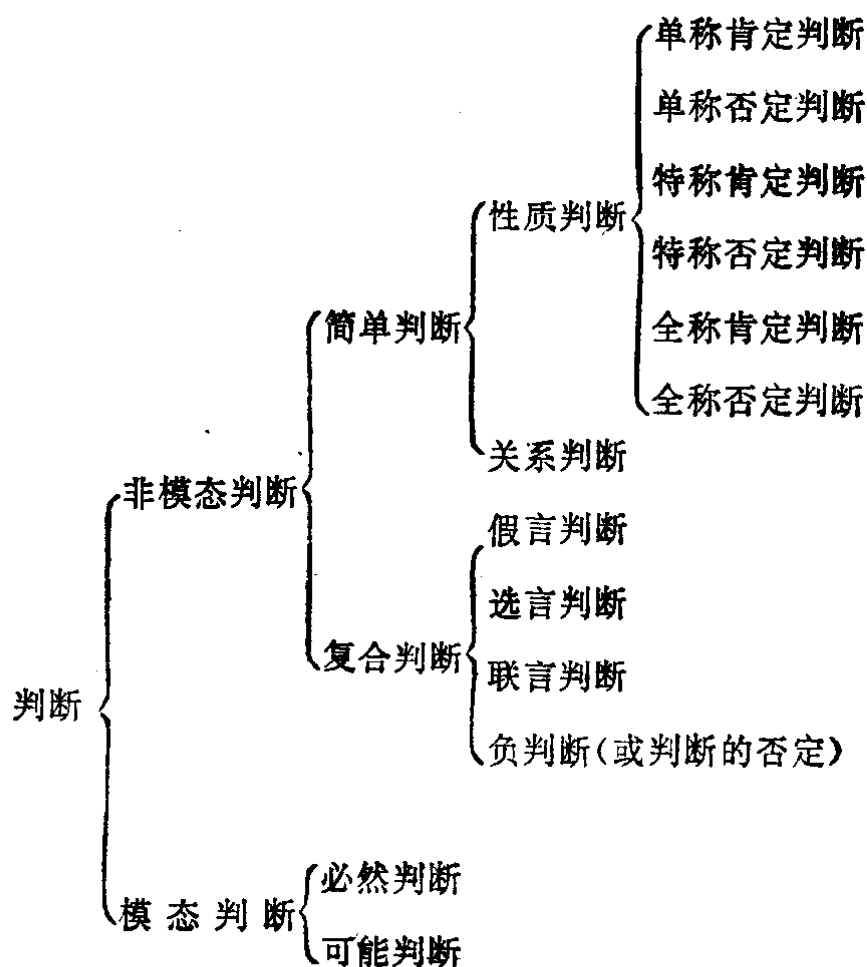 单称肯定判断
单称否定判断
特称肯定判断
性质判断
特称否定判断
简单判断
全称肯定判断
全称否定判断
关系判断
非模态判断
假言判断
选言判断
复合判断
联言判断
判断
负判断(或判断的否定)
必然判断
模态判断
可能判断